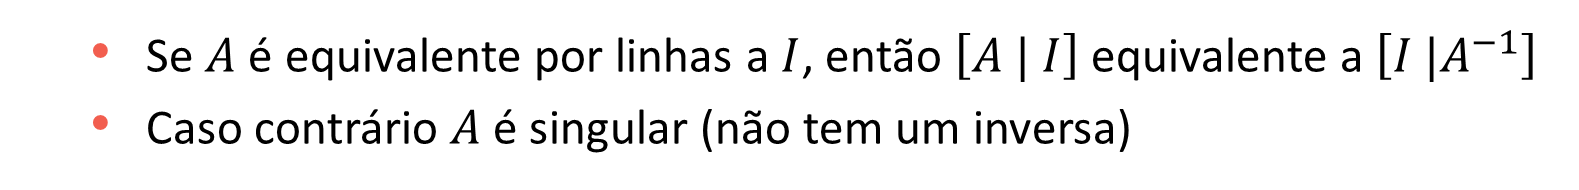 • Se A é equivalente por linhas a I, então [A | I] equivalente a [I |A⁻¹]
• Caso contrário A é singular (não tem um inversa)